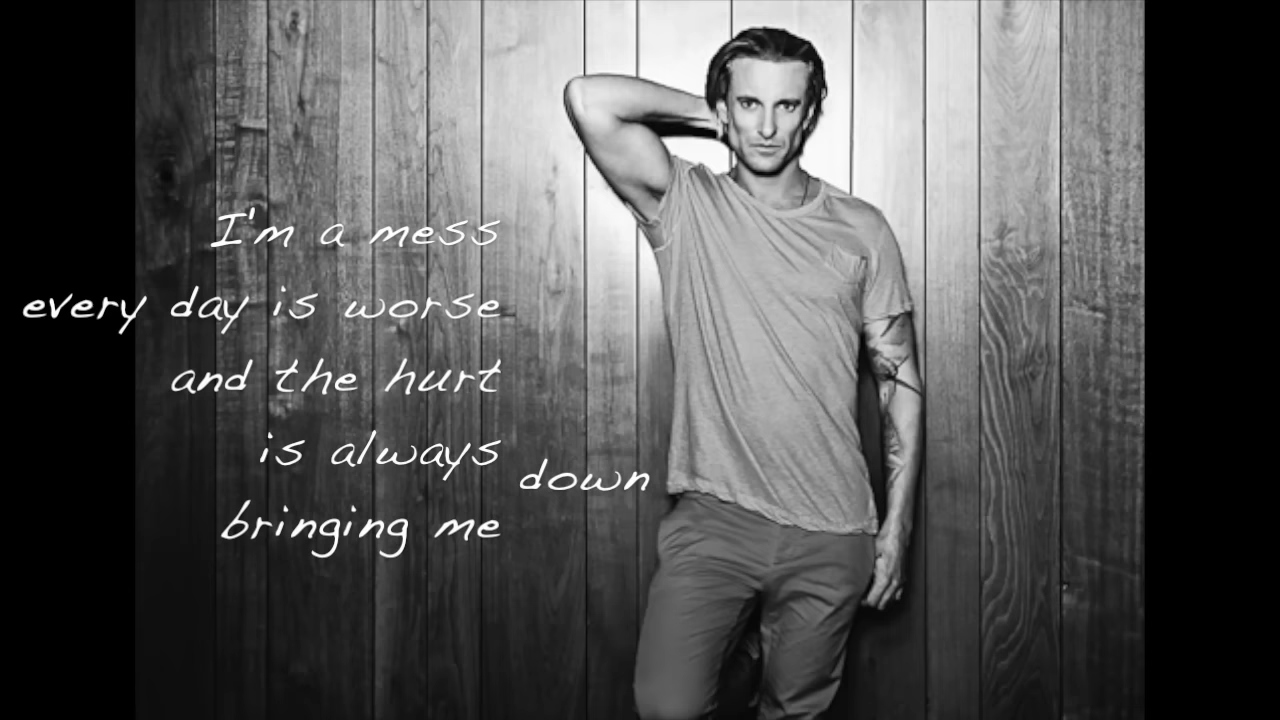 I'm a mess
every day is worse
and the hurt
is always
down
bringing me